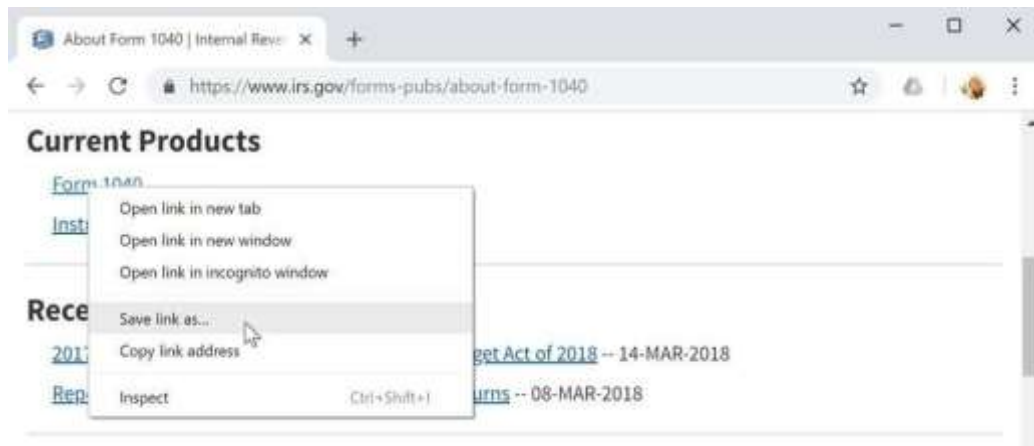 About Form 1040 | Internal Reve
https://www.irs.gov/forms-pubs/about-form-1040
Current Products
Form 1040
Inst
Open link in new tab
Open link in new window
Open link in incognito window
Rece
Save link as...
2017
Copy link address
get Act of 2018 -- 14-MAR-2018
Rep
Inspect Ctrl+Shift+I
urns -- 08-MAR-2018